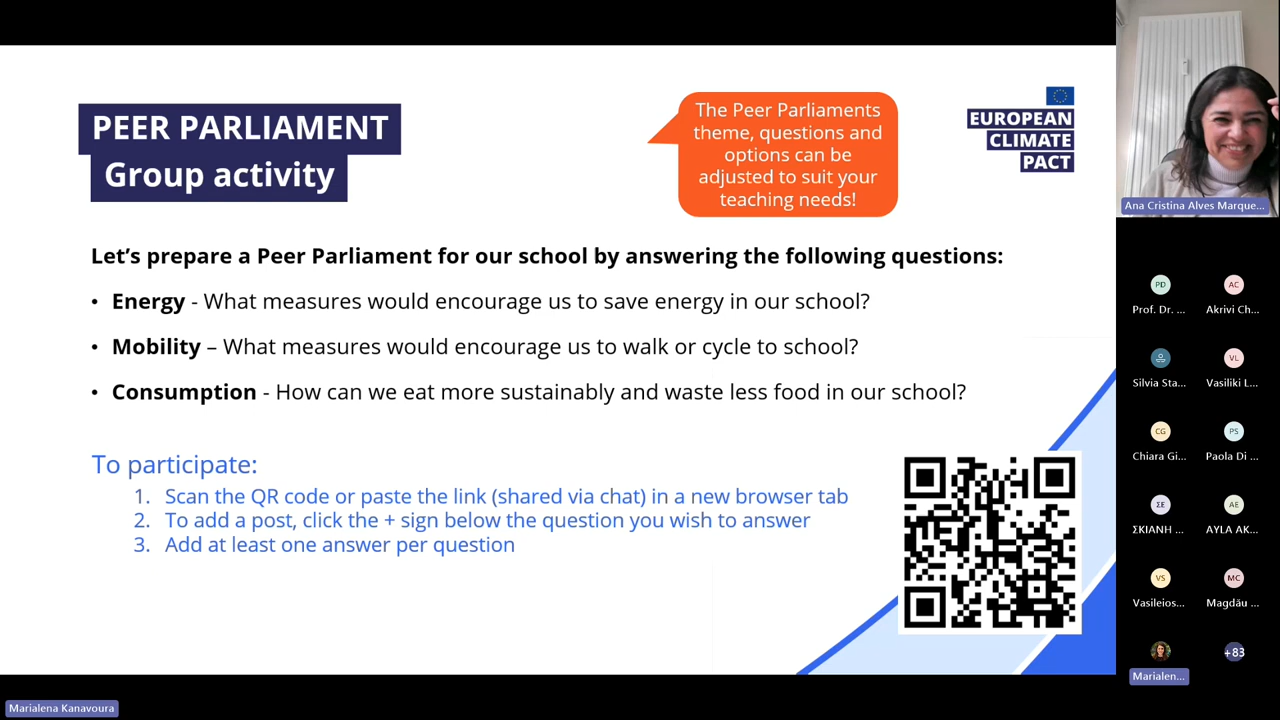 PEER PARLIAMENT
Group activity
The Peer Parliaments
theme, questions and
options can be
adjusted to suit your
teaching needs!
EUROPEAN
CLIMATE
PACT
Let’s prepare a Peer Parliament for our school by answering the following questions:
• Energy - What measures would encourage us to save energy in our school?
• Mobility – What measures would encourage us to walk or cycle to school?
• Consumption - How can we eat more sustainably and waste less food in our school?
To participate:
1. Scan the QR code or paste the link (shared via chat) in a new browser tab
2. To add a post, click the + sign below the question you wish to answer
3. Add at least one answer per question
Ana Cristina Alves Marque...
PD
AC
Prof. Dr. ...
Akrivi Ch...
VL
Silvia Sta...
Vasiliki L...
CG
PS
Chiara Gi...
Paola Di ...
ΣΕ
AE
ΣΚΙΑΝΗ ...
AYLA AK...
VS
MC
Vasileios...
Magdău ...
+83
Marialen...
Marialena Kanavoura